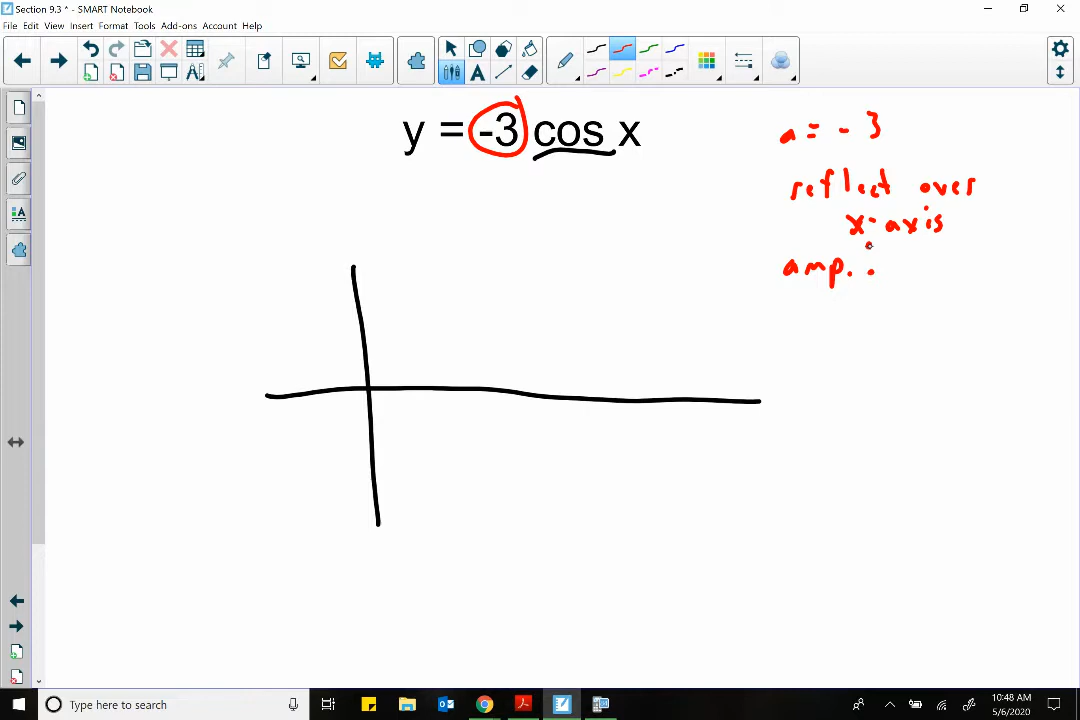 Section 9.3 * - SMART Notebook
File Edit View Insert Format Tools Add-ons Account Help
y = -3 cos x
a = - 3
reflect over
x-axis
amp. :
Type here to search
10:48 AM
5/6/2020